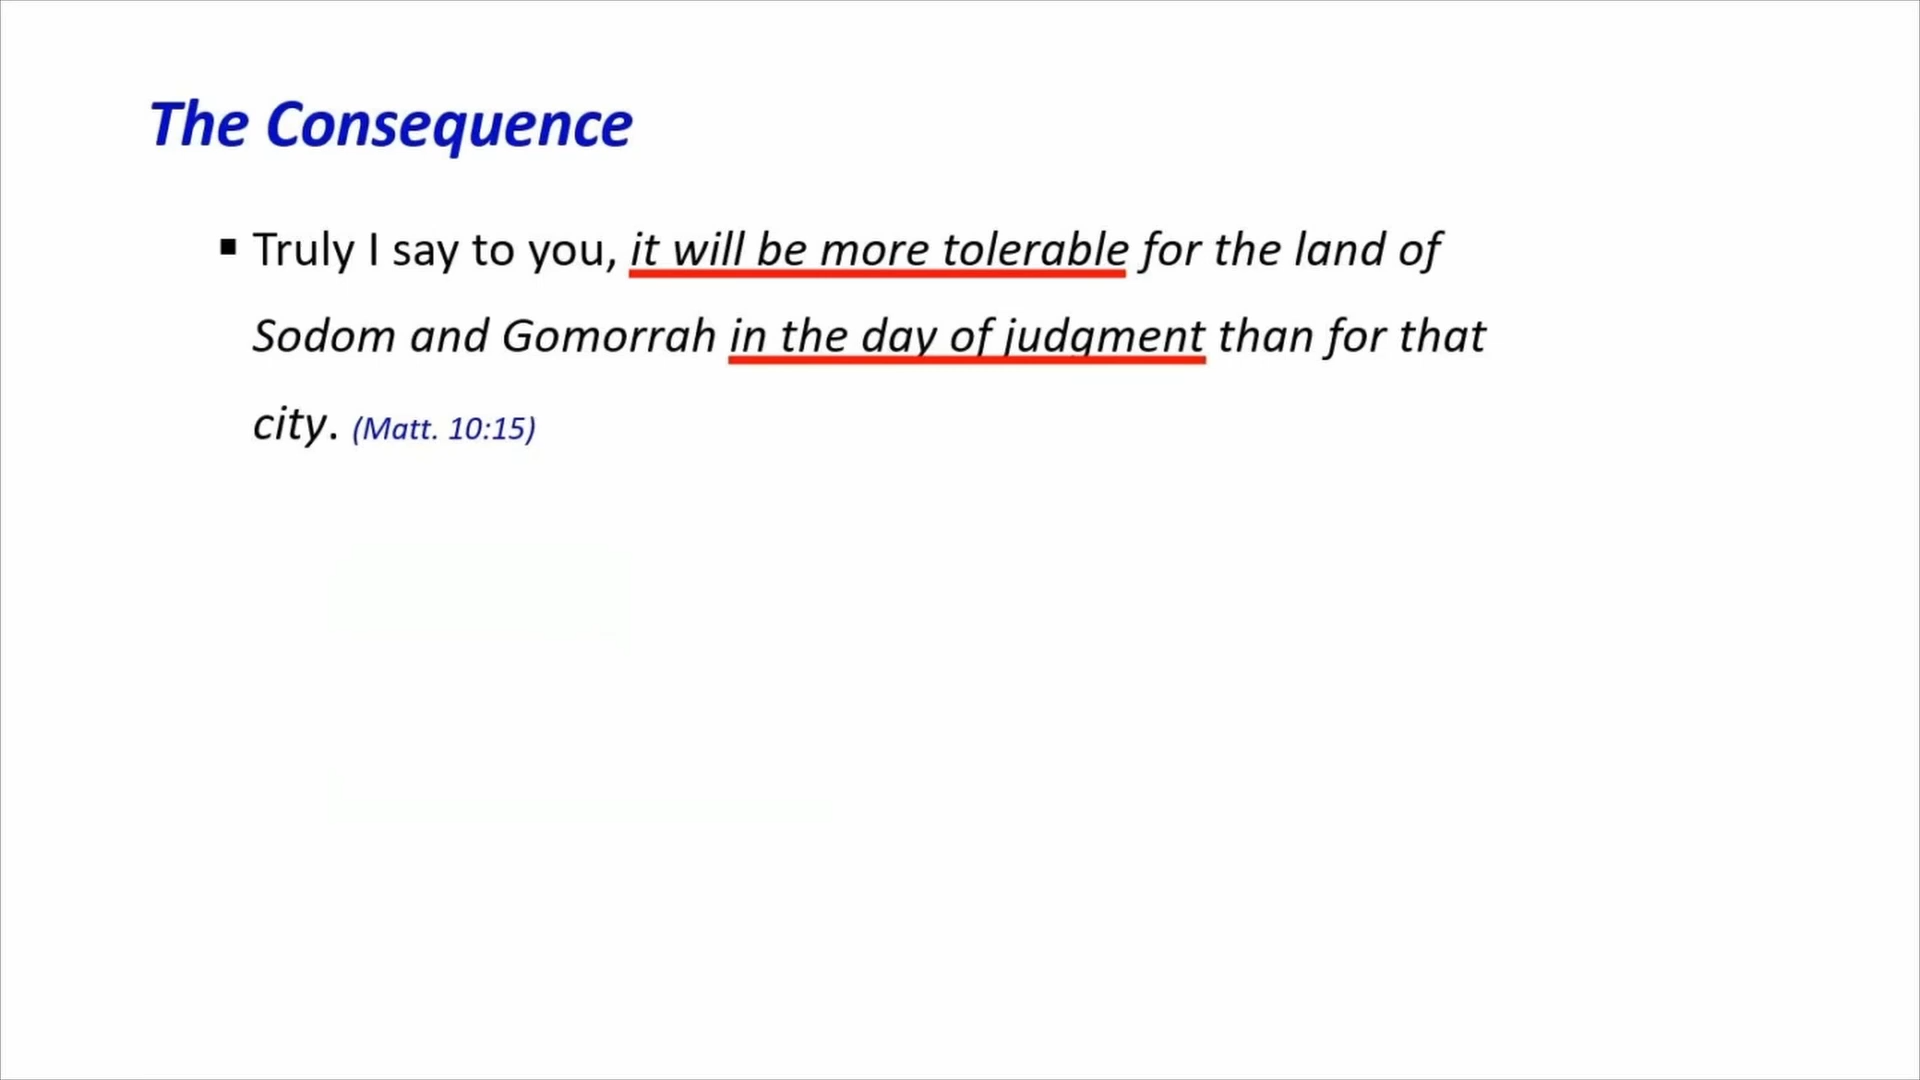 The Consequence
▪ Truly I say to you, it will be more tolerable for the land of
Sodom and Gomorrah in the day of judgment than for that
city. (Matt. 10:15)